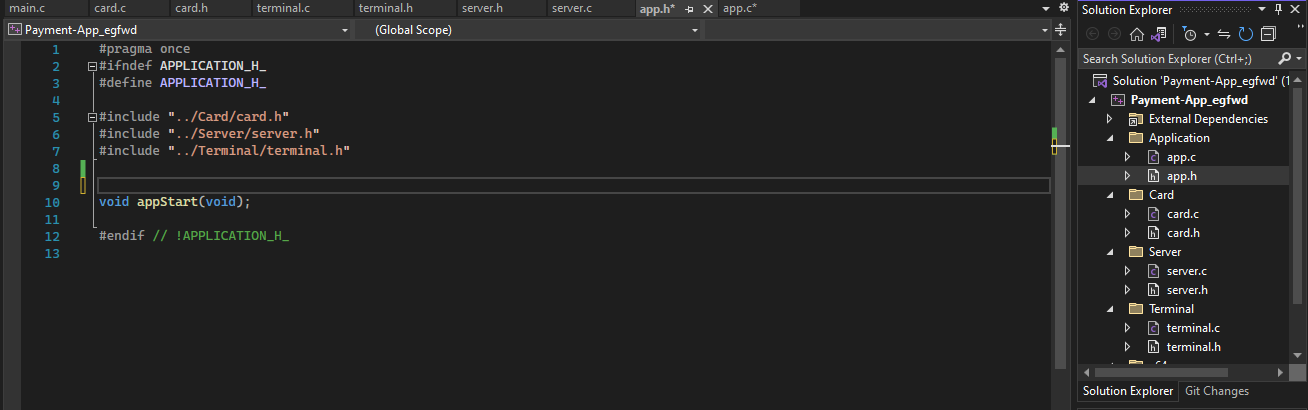 main.c card.c card.h terminal.c terminal.h server.h server.c app.h* app.c*
Payment-App_egfwd (Global Scope)
1 #pragma once
2 #ifndef APPLICATION_H_
3 #define APPLICATION_H_
4
5 #include "../Card/card.h"
6 #include "../Server/server.h"
7 #include "../Terminal/terminal.h"
8
9
10 void appStart(void);
11
12 #endif // !APPLICATION_H_
13
Solution Explorer
Search Solution Explorer (Ctrl+;)
Solution 'Payment-App_egfwd' (1
Payment-App_egfwd
External Dependencies
Application
app.c
app.h
Card
card.c
card.h
Server
server.c
server.h
Terminal
terminal.c
terminal.h
Solution Explorer Git Changes